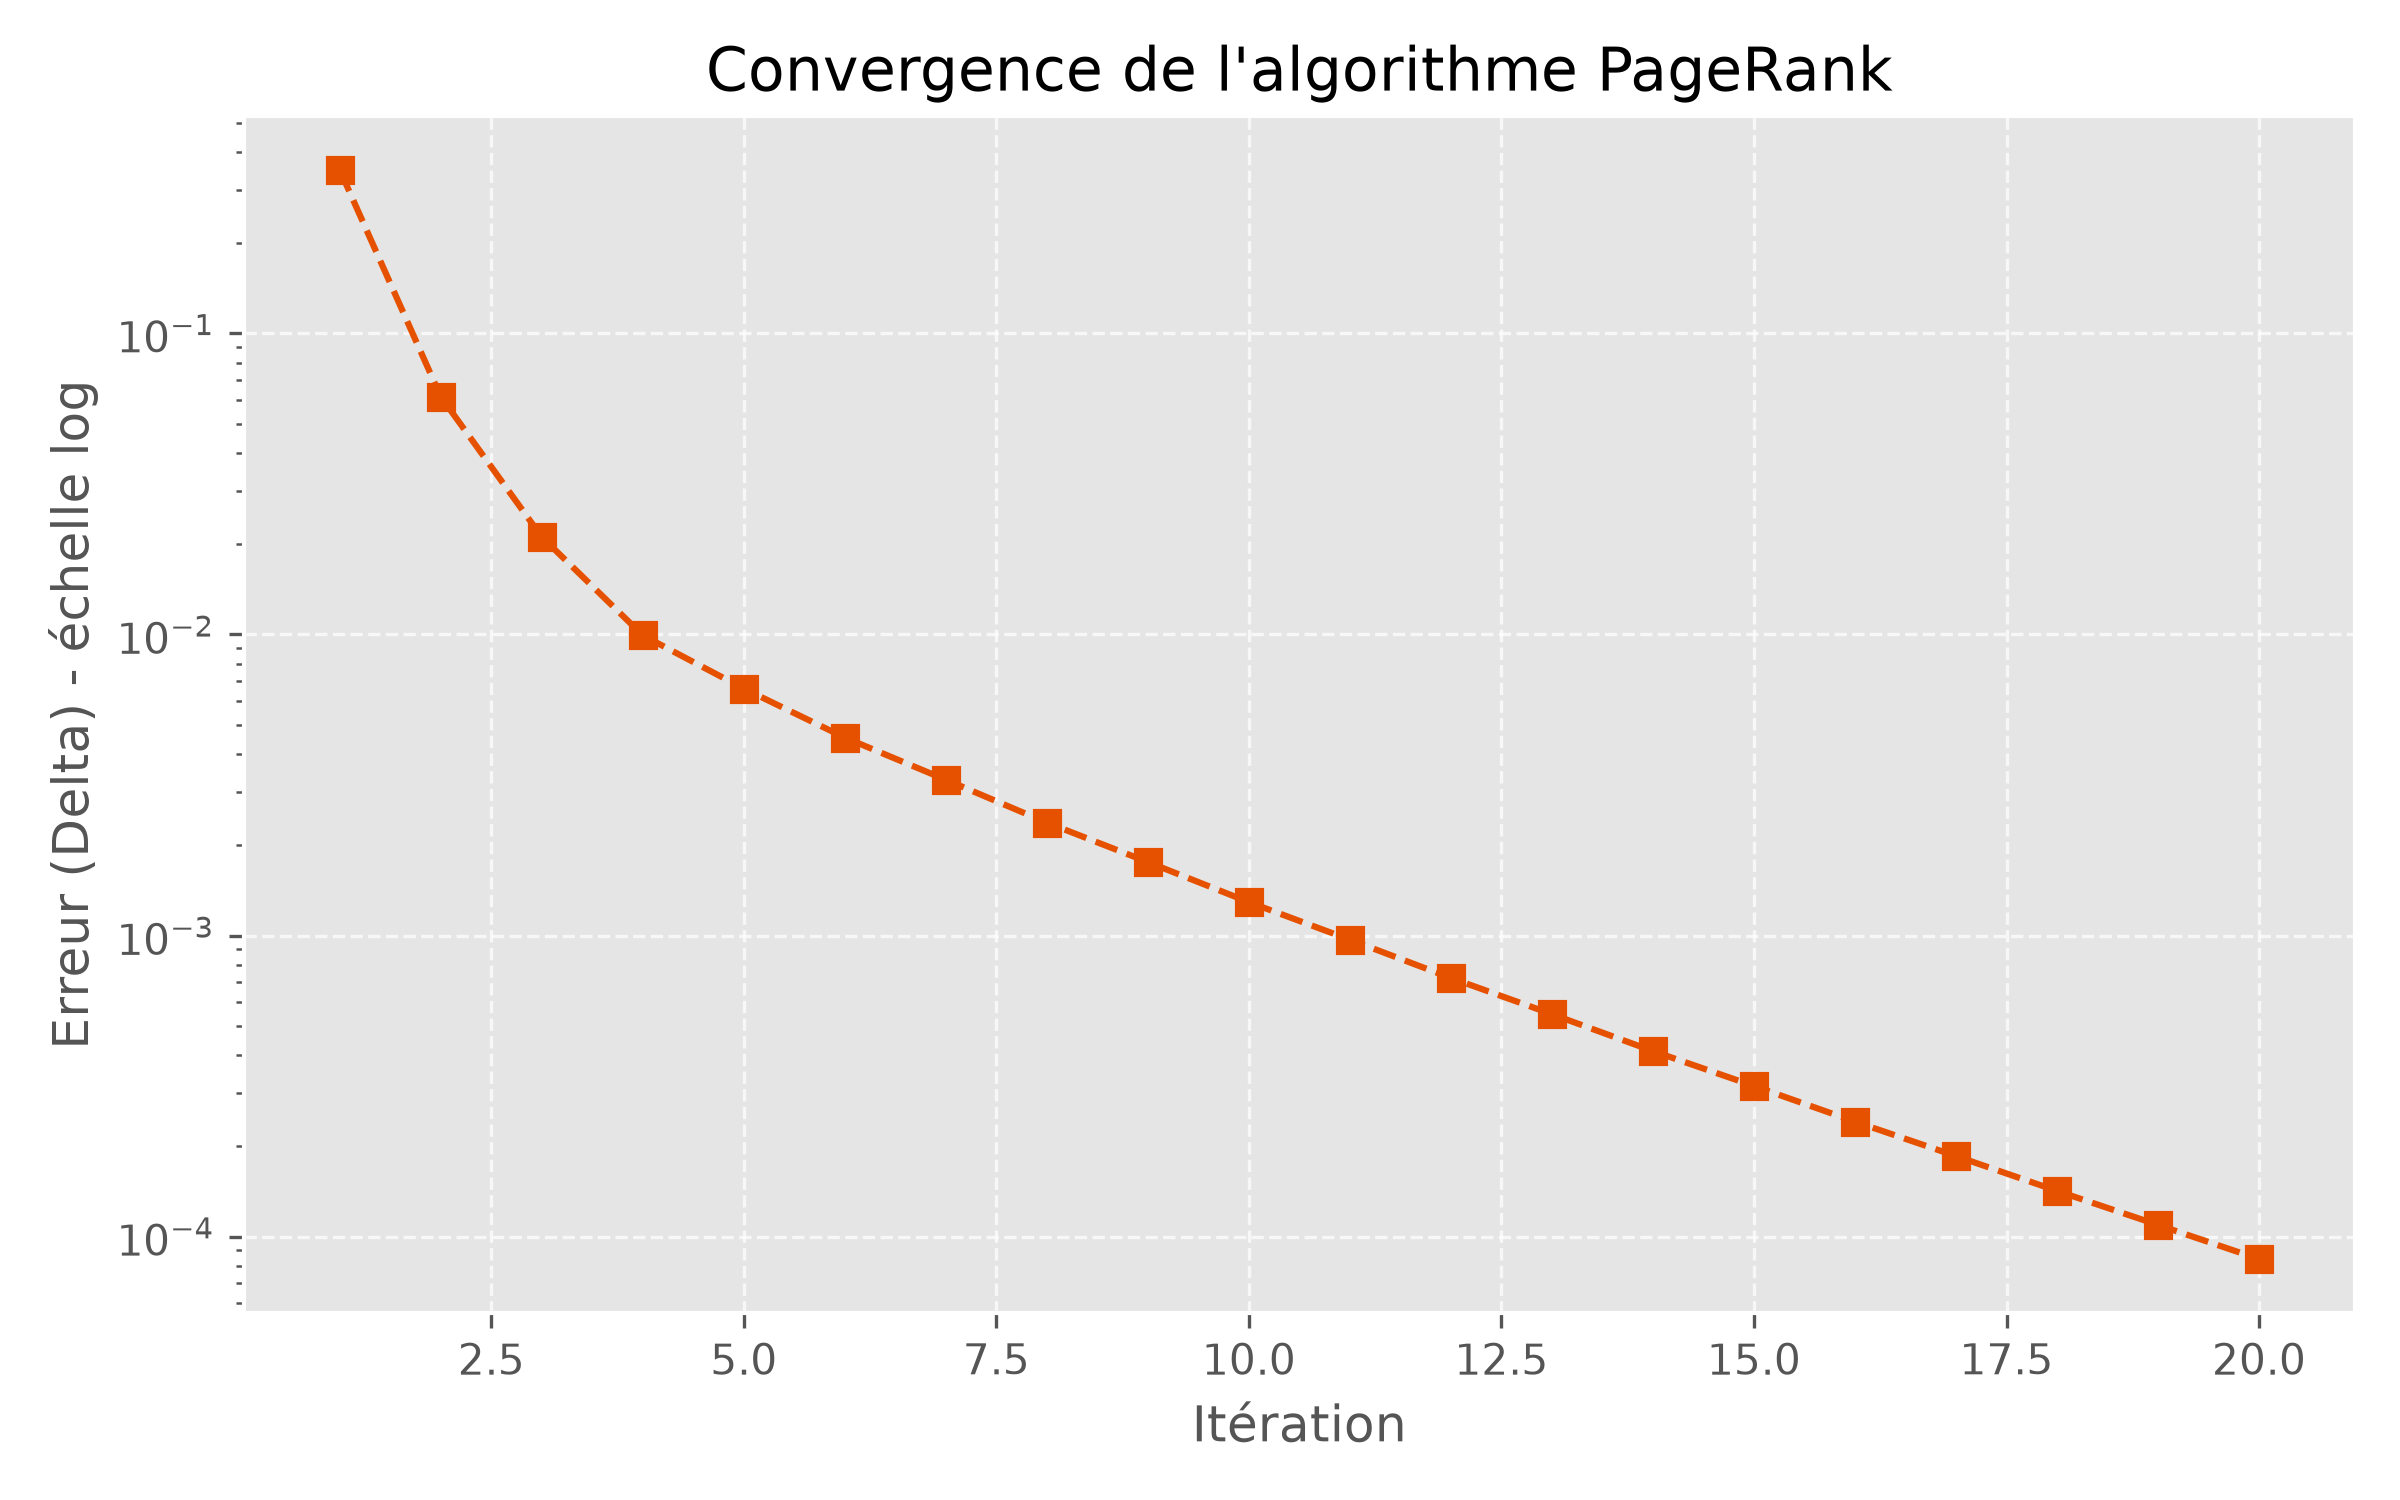 Convergence de l'algorithme PageRank
Erreur (Delta) - échelle log
10⁻¹
10⁻²
10⁻³
10⁻⁴
2.5 5.0 7.5 10.0 12.5 15.0 17.5 20.0
Itération